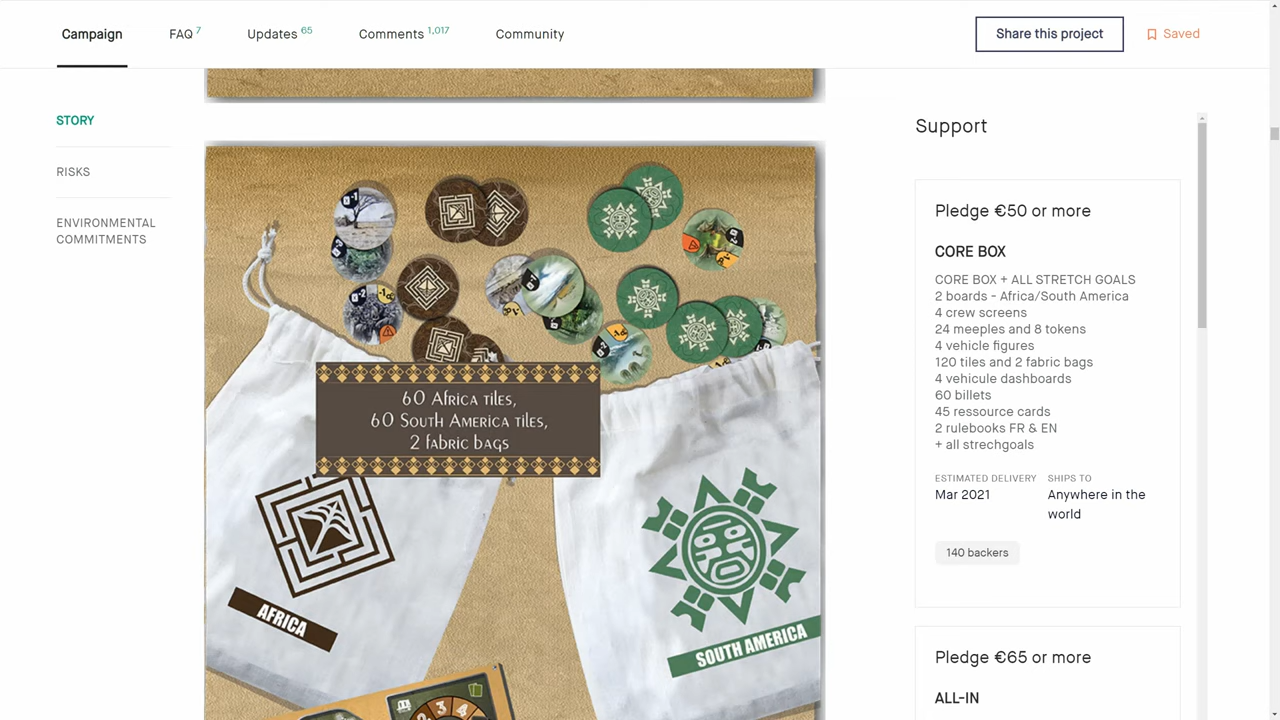 Campaign
FAQ 7
Updates 65
Comments 1,017
Community
Share this project
Saved
STORY
RISKS
ENVIRONMENTAL
COMMITMENTS
60 Africa tiles,
60 South America tiles,
2 fabric bags
AFRICA
SOUTH AMERICA
2 3 4
Support
Pledge €50 or more
CORE BOX
CORE BOX + ALL STRETCH GOALS
2 boards - Africa/South America
4 crew screens
24 meeples and 8 tokens
4 vehicle figures
120 tiles and 2 fabric bags
4 vehicule dashboards
60 billets
45 ressource cards
2 rulebooks FR & EN
+ all strechgoals
ESTIMATED DELIVERY
Mar 2021
SHIPS TO
Anywhere in the
world
140 backers
Pledge €65 or more
ALL-IN